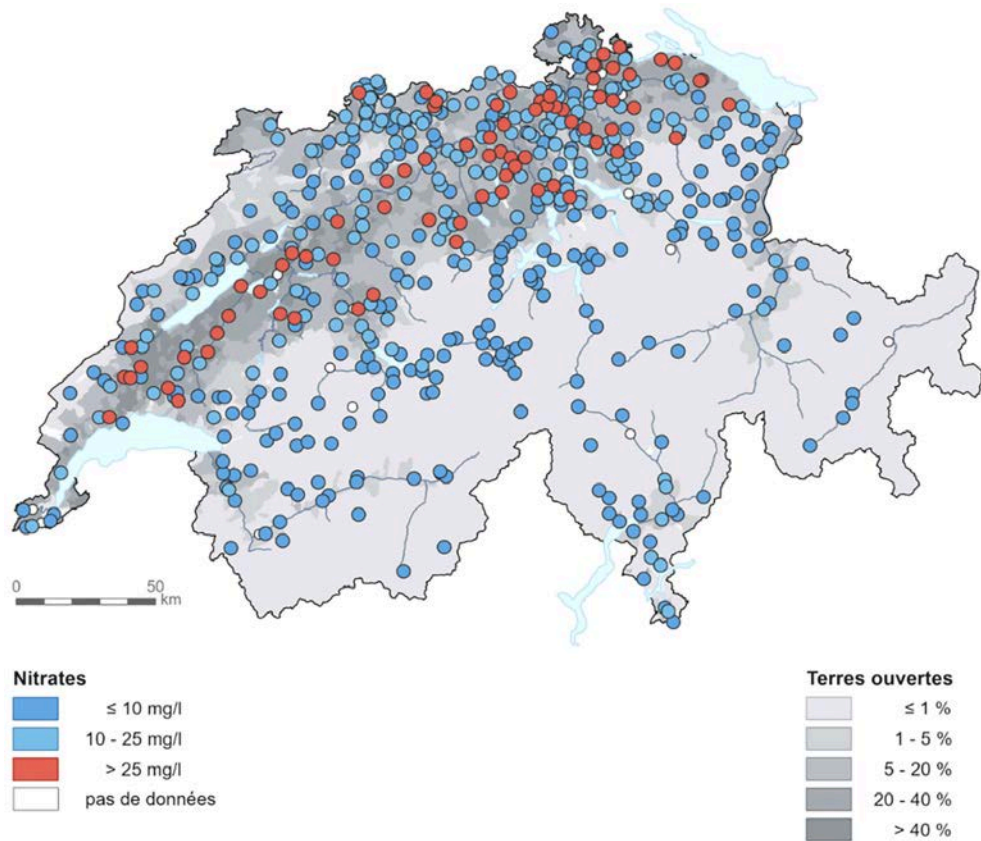 0 50
km
Nitrates
≤ 10 mg/l
10 - 25 mg/l
> 25 mg/l
pas de données
Terres ouvertes
≤ 1 %
1 - 5 %
5 - 20 %
20 - 40 %
> 40 %